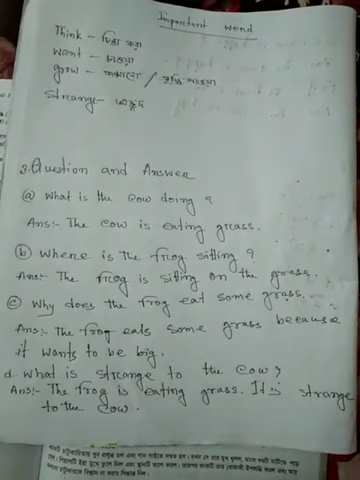 Important word
Think - চিন্তা করা
want - চাওয়া
grow - জন্মানো / বৃদ্ধি পাওয়া
Strange - অদ্ভুত
3. Question and Answer
(a) What is the cow doing?
Ans:- The cow is eating grass.
(b) Where is the frog sitting?
Ans:- The frog is sitting on the grass.
(c) Why does the frog eat some grass.
Ans:- The frog eats some grass because
it wants to be big.
d. What is strange to the cow?
Ans:- The frog is eating grass. It is strange
to the cow.